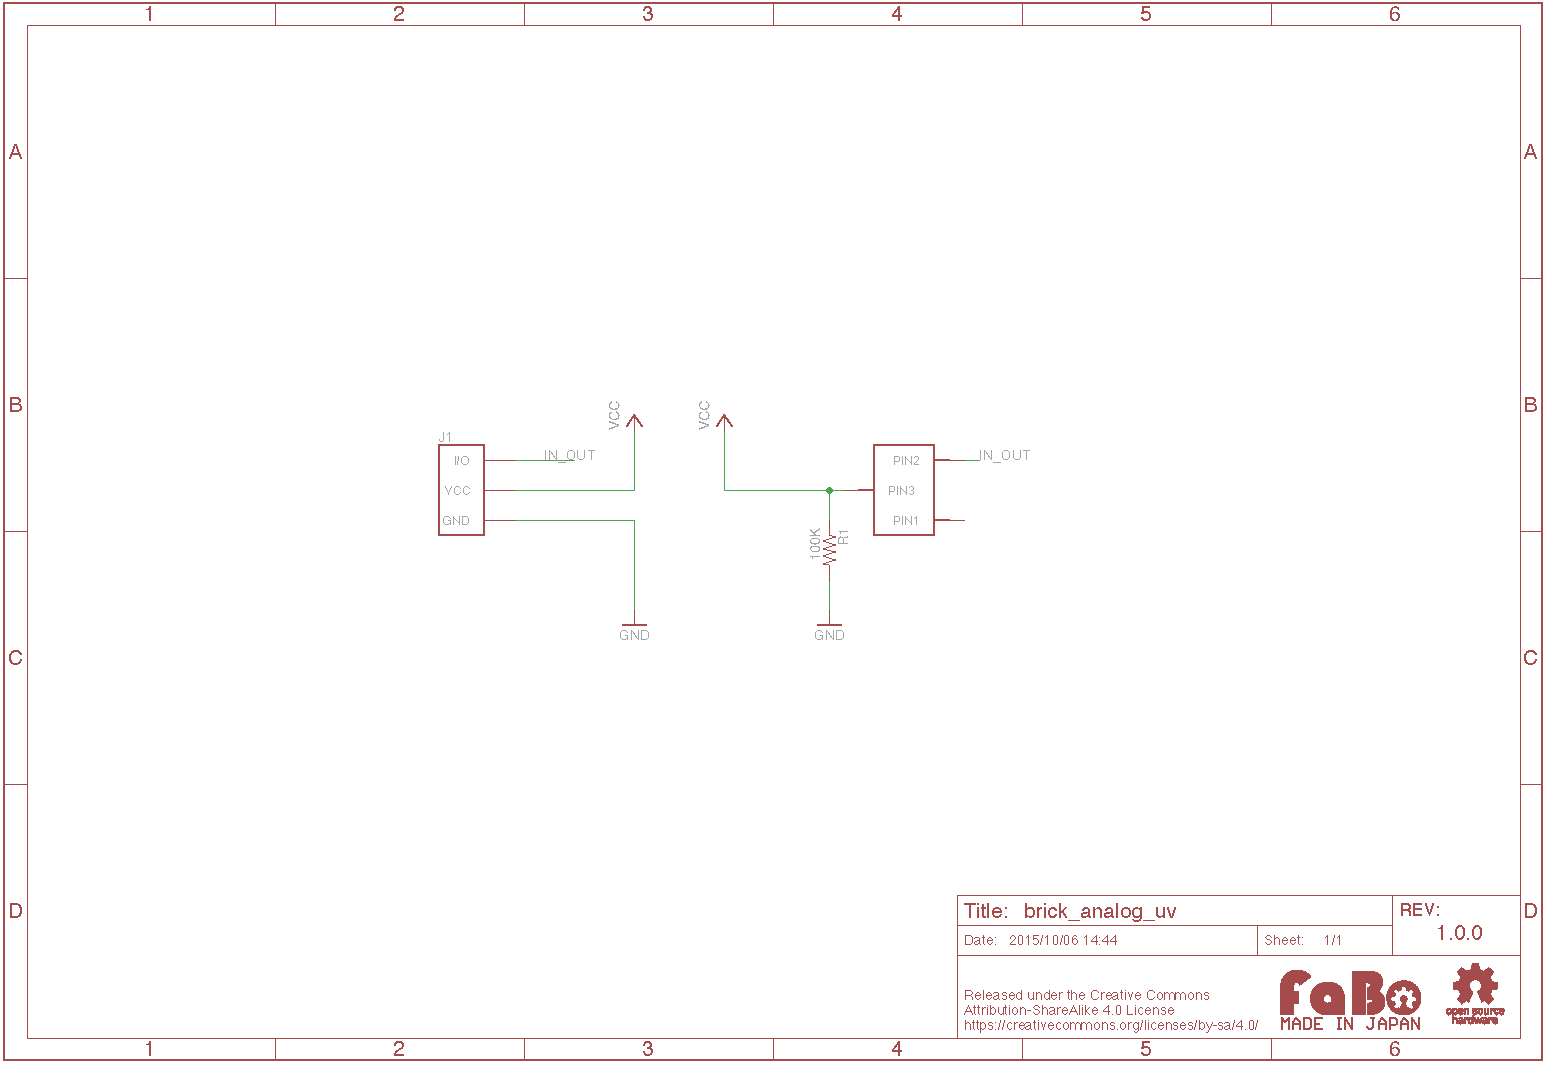 1 2 3 4 5 6
A A
VCC VCC
B B
J1
I/O IN_OUT PIN2 IN_OUT
VCC PIN3
GND PIN1
100K R1
GND GND
C C
Title: brick_analog_uv
REV:
1.0.0
D D
Date: 2015/10/06 14:44 Sheet: 1/1
Released under the Creative Commons
Attribution-ShareAlike 4.0 License
https://creativecommons.org/licenses/by-sa/4.0/
FaBo
MADE IN JAPAN
open source
hardware
1 2 3 4 5 6